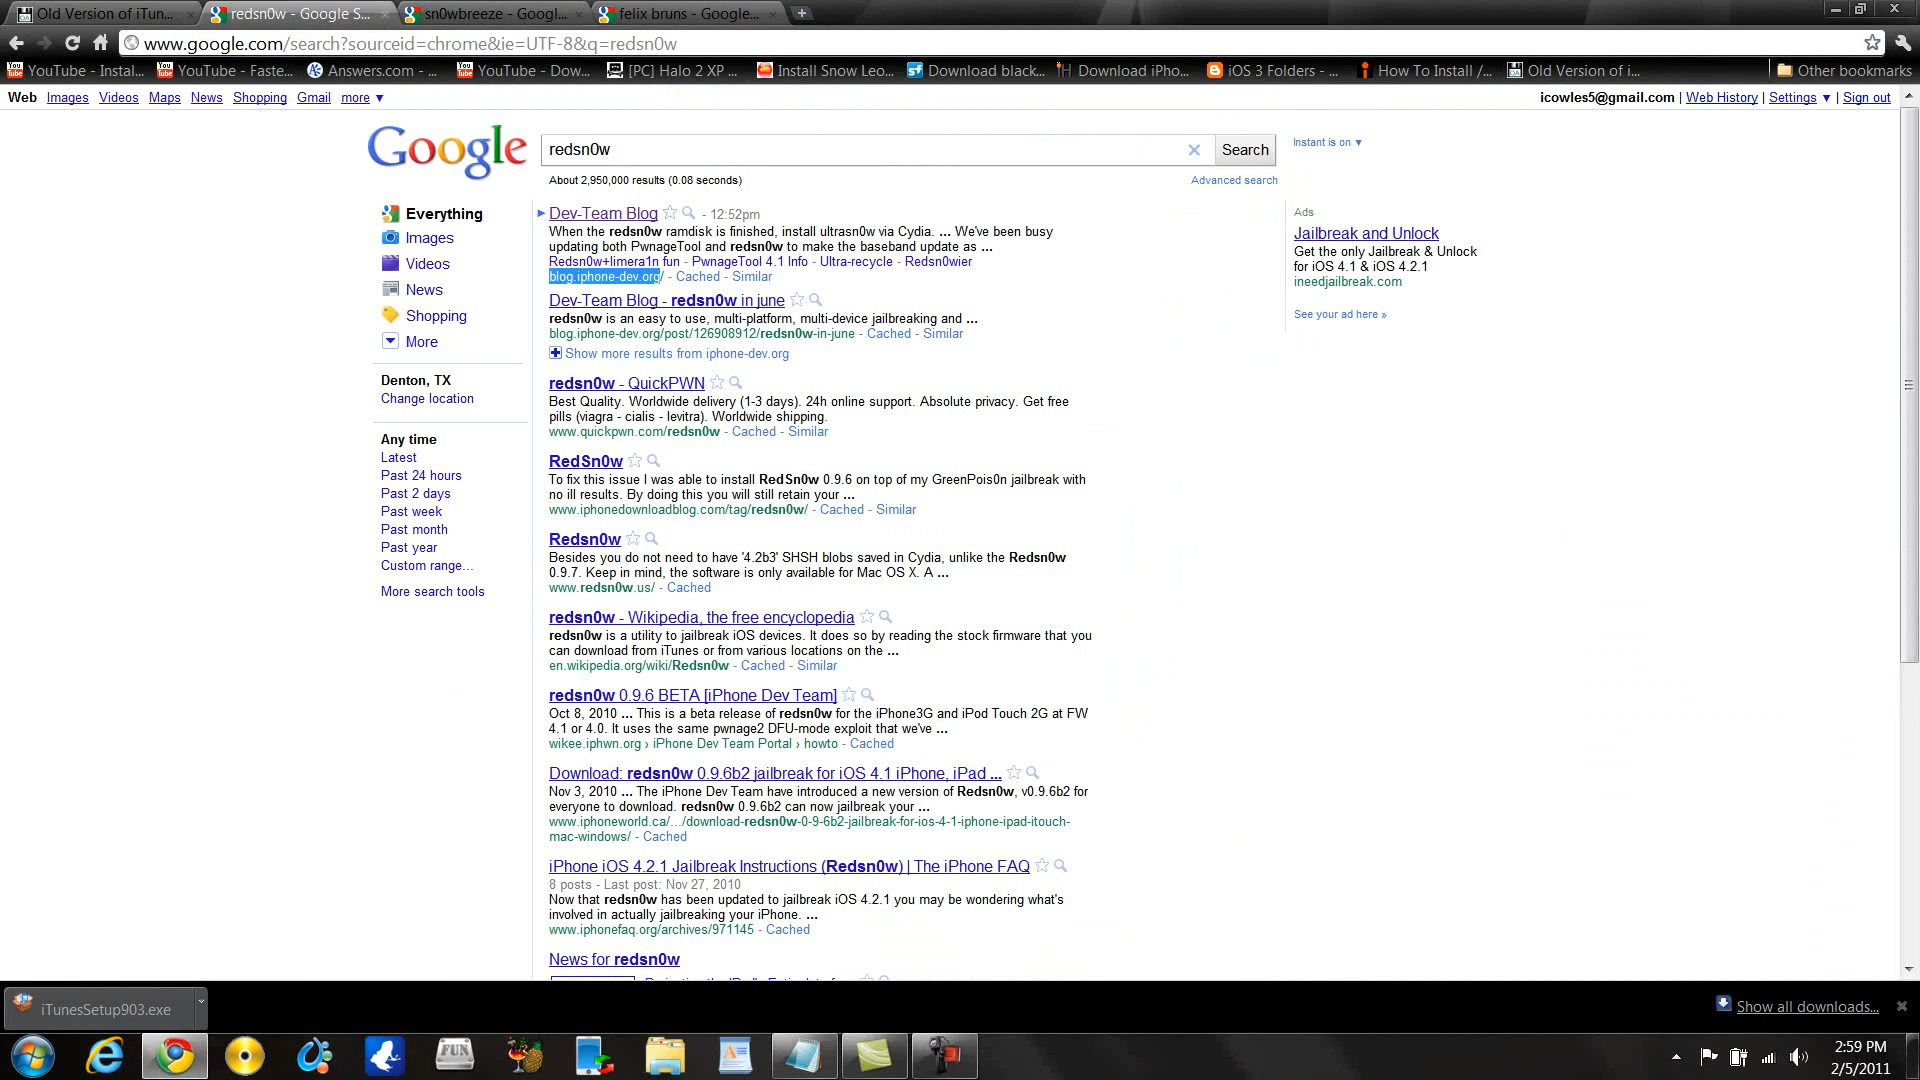 Old Version of iTun...
redsn0w - Google S...
sn0wbreeze - Googl...
felix bruns - Google...
www.google.com/search?sourceid=chrome&ie=UTF-8&q=redsn0w
YouTube - Instal...
YouTube - Faste...
Answers.com - ...
YouTube - Dow...
[PC] Halo 2 XP ...
Install Snow Leo...
Download black...
Download iPho...
iOS 3 Folders - ...
How To Install /...
Old Version of i...
Other bookmarks
Web Images Videos Maps News Shopping Gmail more ▼
icowles5@gmail.com | Web History | Settings ▼ | Sign out
Google
redsn0w
Search
Instant is on ▼
About 2,950,000 results (0.08 seconds)
Advanced search
Everything
Images
Videos
News
Shopping
More
Denton, TX
Change location
Any time
Latest
Past 24 hours
Past 2 days
Past week
Past month
Past year
Custom range...
More search tools
Dev-Team Blog - 12:52pm
When the redsn0w ramdisk is finished, install ultrasn0w via Cydia. ... We've been busy
updating both PwnageTool and redsn0w to make the baseband update as ...
Redsn0w+limera1n fun - PwnageTool 4.1 Info - Ultra-recycle - Redsn0wier
blog.iphone-dev.org/ - Cached - Similar
Dev-Team Blog - redsn0w in june
redsn0w is an easy to use, multi-platform, multi-device jailbreaking and ...
blog.iphone-dev.org/post/126908912/redsn0w-in-june - Cached - Similar
Show more results from iphone-dev.org
redsn0w - QuickPWN
Best Quality. Worldwide delivery (1-3 days). 24h online support. Absolute privacy. Get free
pills (viagra - cialis - levitra). Worldwide shipping.
www.quickpwn.com/redsn0w - Cached - Similar
RedSn0w
To fix this issue I was able to install RedSn0w 0.9.6 on top of my GreenPois0n jailbreak with
no ill results. By doing this you will still retain your ...
www.iphonedownloadblog.com/tag/redsn0w/ - Cached - Similar
Redsn0w
Besides you do not need to have '4.2b3' SHSH blobs saved in Cydia, unlike the Redsn0w
0.9.7. Keep in mind, the software is only available for Mac OS X. A ...
www.redsn0w.us/ - Cached
redsn0w - Wikipedia, the free encyclopedia
redsn0w is a utility to jailbreak iOS devices. It does so by reading the stock firmware that you
can download from iTunes or from various locations on the ...
en.wikipedia.org/wiki/Redsn0w - Cached - Similar
redsn0w 0.9.6 BETA [iPhone Dev Team]
Oct 8, 2010 ... This is a beta release of redsn0w for the iPhone3G and iPod Touch 2G at FW
4.1 or 4.0. It uses the same pwnage2 DFU-mode exploit that we've ...
wikee.iphwn.org › iPhone Dev Team Portal › howto - Cached
Download: redsn0w 0.9.6b2 jailbreak for iOS 4.1 iPhone, iPad ...
Nov 3, 2010 ... The iPhone Dev Team have introduced a new version of Redsn0w, v0.9.6b2 for
everyone to download. redsn0w 0.9.6b2 can now jailbreak your ...
www.iphoneworld.ca/.../download-redsn0w-0-9-6b2-jailbreak-for-ios-4-1-iphone-ipad-itouch-
mac-windows/ - Cached
iPhone iOS 4.2.1 Jailbreak Instructions (Redsn0w) | The iPhone FAQ
8 posts - Last post: Nov 27, 2010
Now that redsn0w has been updated to jailbreak iOS 4.2.1 you may be wondering what's
involved in actually jailbreaking your iPhone. ...
www.iphonefaq.org/archives/971145 - Cached
News for redsn0w
Ads
Jailbreak and Unlock
Get the only Jailbreak & Unlock
for iOS 4.1 & iOS 4.2.1
ineedjailbreak.com
See your ad here »
iTunesSetup903.exe
Show all downloads...
FUN
2:59 PM
2/5/2011